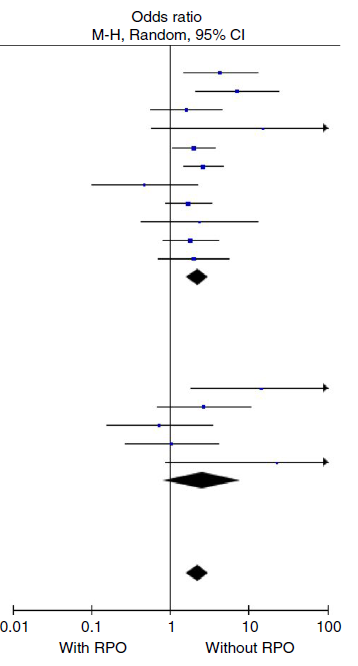 Odds ratio
M-H, Random, 95% CI
0.01 0.1 1 10 100
With RPO Without RPO